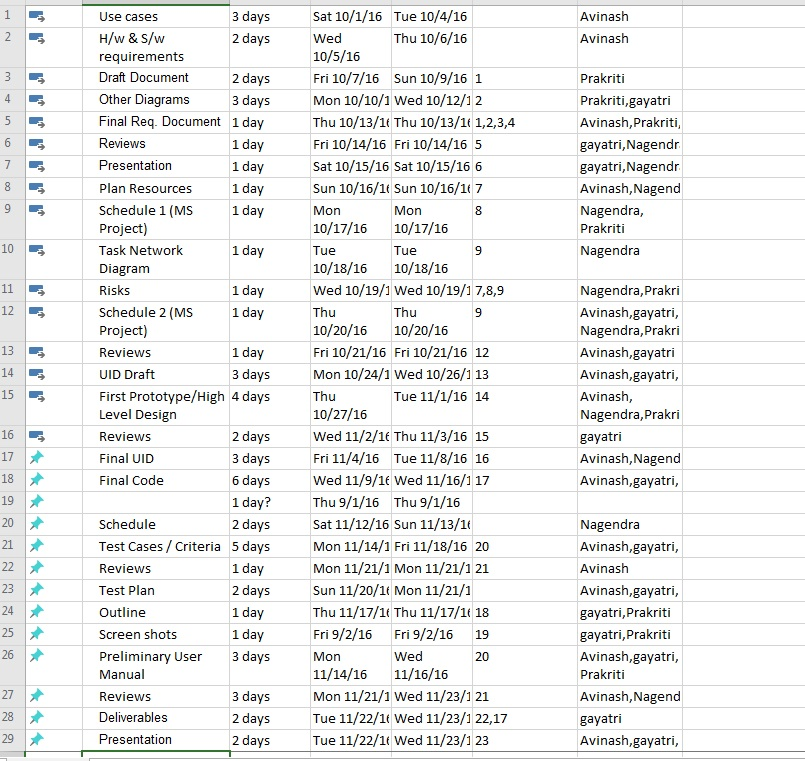 1 Use cases 3 days Sat 10/1/16 Tue 10/4/16 Avinash
2 H/w & S/w 2 days Wed Thu 10/6/16 Avinash
requirements 10/5/16
3 Draft Document 2 days Fri 10/7/16 Sun 10/9/16 1 Prakriti
4 Other Diagrams 3 days Mon 10/10/1 Wed 10/12/1 2 Prakriti,gayatri
5 Final Req. Document 1 day Thu 10/13/16 Thu 10/13/16 1,2,3,4 Avinash,Prakriti,
6 Reviews 1 day Fri 10/14/16 Fri 10/14/16 5 gayatri,Nagendr
7 Presentation 1 day Sat 10/15/16 Sat 10/15/16 6 gayatri,Nagendr
8 Plan Resources 1 day Sun 10/16/16 Sun 10/16/16 7 Avinash,Nagend
9 Schedule 1 (MS 1 day Mon Mon 8 Nagendra,
Project) 10/17/16 10/17/16 Prakriti
10 Task Network 1 day Tue Tue 9 Nagendra
Diagram 10/18/16 10/18/16
11 Risks 1 day Wed 10/19/1 Wed 10/19/1 7,8,9 Nagendra,Prakri
12 Schedule 2 (MS 1 day Thu Thu 9 Avinash,gayatri,
Project) 10/20/16 10/20/16 Nagendra,Prakri
13 Reviews 1 day Fri 10/21/16 Fri 10/21/16 12 Avinash,gayatri
14 UID Draft 3 days Mon 10/24/1 Wed 10/26/1 13 Avinash,gayatri,
15 First Prototype/High 4 days Thu Tue 11/1/16 14 Avinash,
Level Design 10/27/16 Nagendra,Prakri
16 Reviews 2 days Wed 11/2/16 Thu 11/3/16 15 gayatri
17 Final UID 3 days Fri 11/4/16 Tue 11/8/16 16 Avinash,Nagend
18 Final Code 6 days Wed 11/9/16 Wed 11/16/1 17 Avinash,gayatri,
19 1 day? Thu 9/1/16 Thu 9/1/16
20 Schedule 2 days Sat 11/12/16 Sun 11/13/16 Nagendra
21 Test Cases / Criteria 5 days Mon 11/14/1 Fri 11/18/16 20 Avinash,gayatri,
22 Reviews 1 day Mon 11/21/1 Mon 11/21/1 21 Avinash
23 Test Plan 2 days Sun 11/20/16 Mon 11/21/1 Avinash,gayatri,
24 Outline 1 day Thu 11/17/16 Thu 11/17/16 18 gayatri,Prakriti
25 Screen shots 1 day Fri 9/2/16 Fri 9/2/16 19 gayatri,Prakriti
26 Preliminary User 3 days Mon Wed 20 Avinash,gayatri,
Manual 11/14/16 11/16/16 Prakriti
27 Reviews 3 days Mon 11/21/1 Wed 11/23/1 21 Avinash,Nagend
28 Deliverables 2 days Tue 11/22/16 Wed 11/23/1 22,17 gayatri
29 Presentation 2 days Tue 11/22/16 Wed 11/23/1 23 Avinash,gayatri,